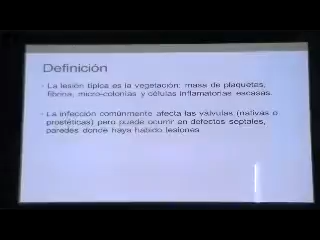 Definición
La lesión típica es la vegetación: masa de plaquetas,
fibrina, micro-colonias y células inflamatorias escasas.
La infección comúnmente afecta las válvulas (nativas o
prostéticas) pero puede ocurrir en defectos septales,
paredes donde haya habido lesiones